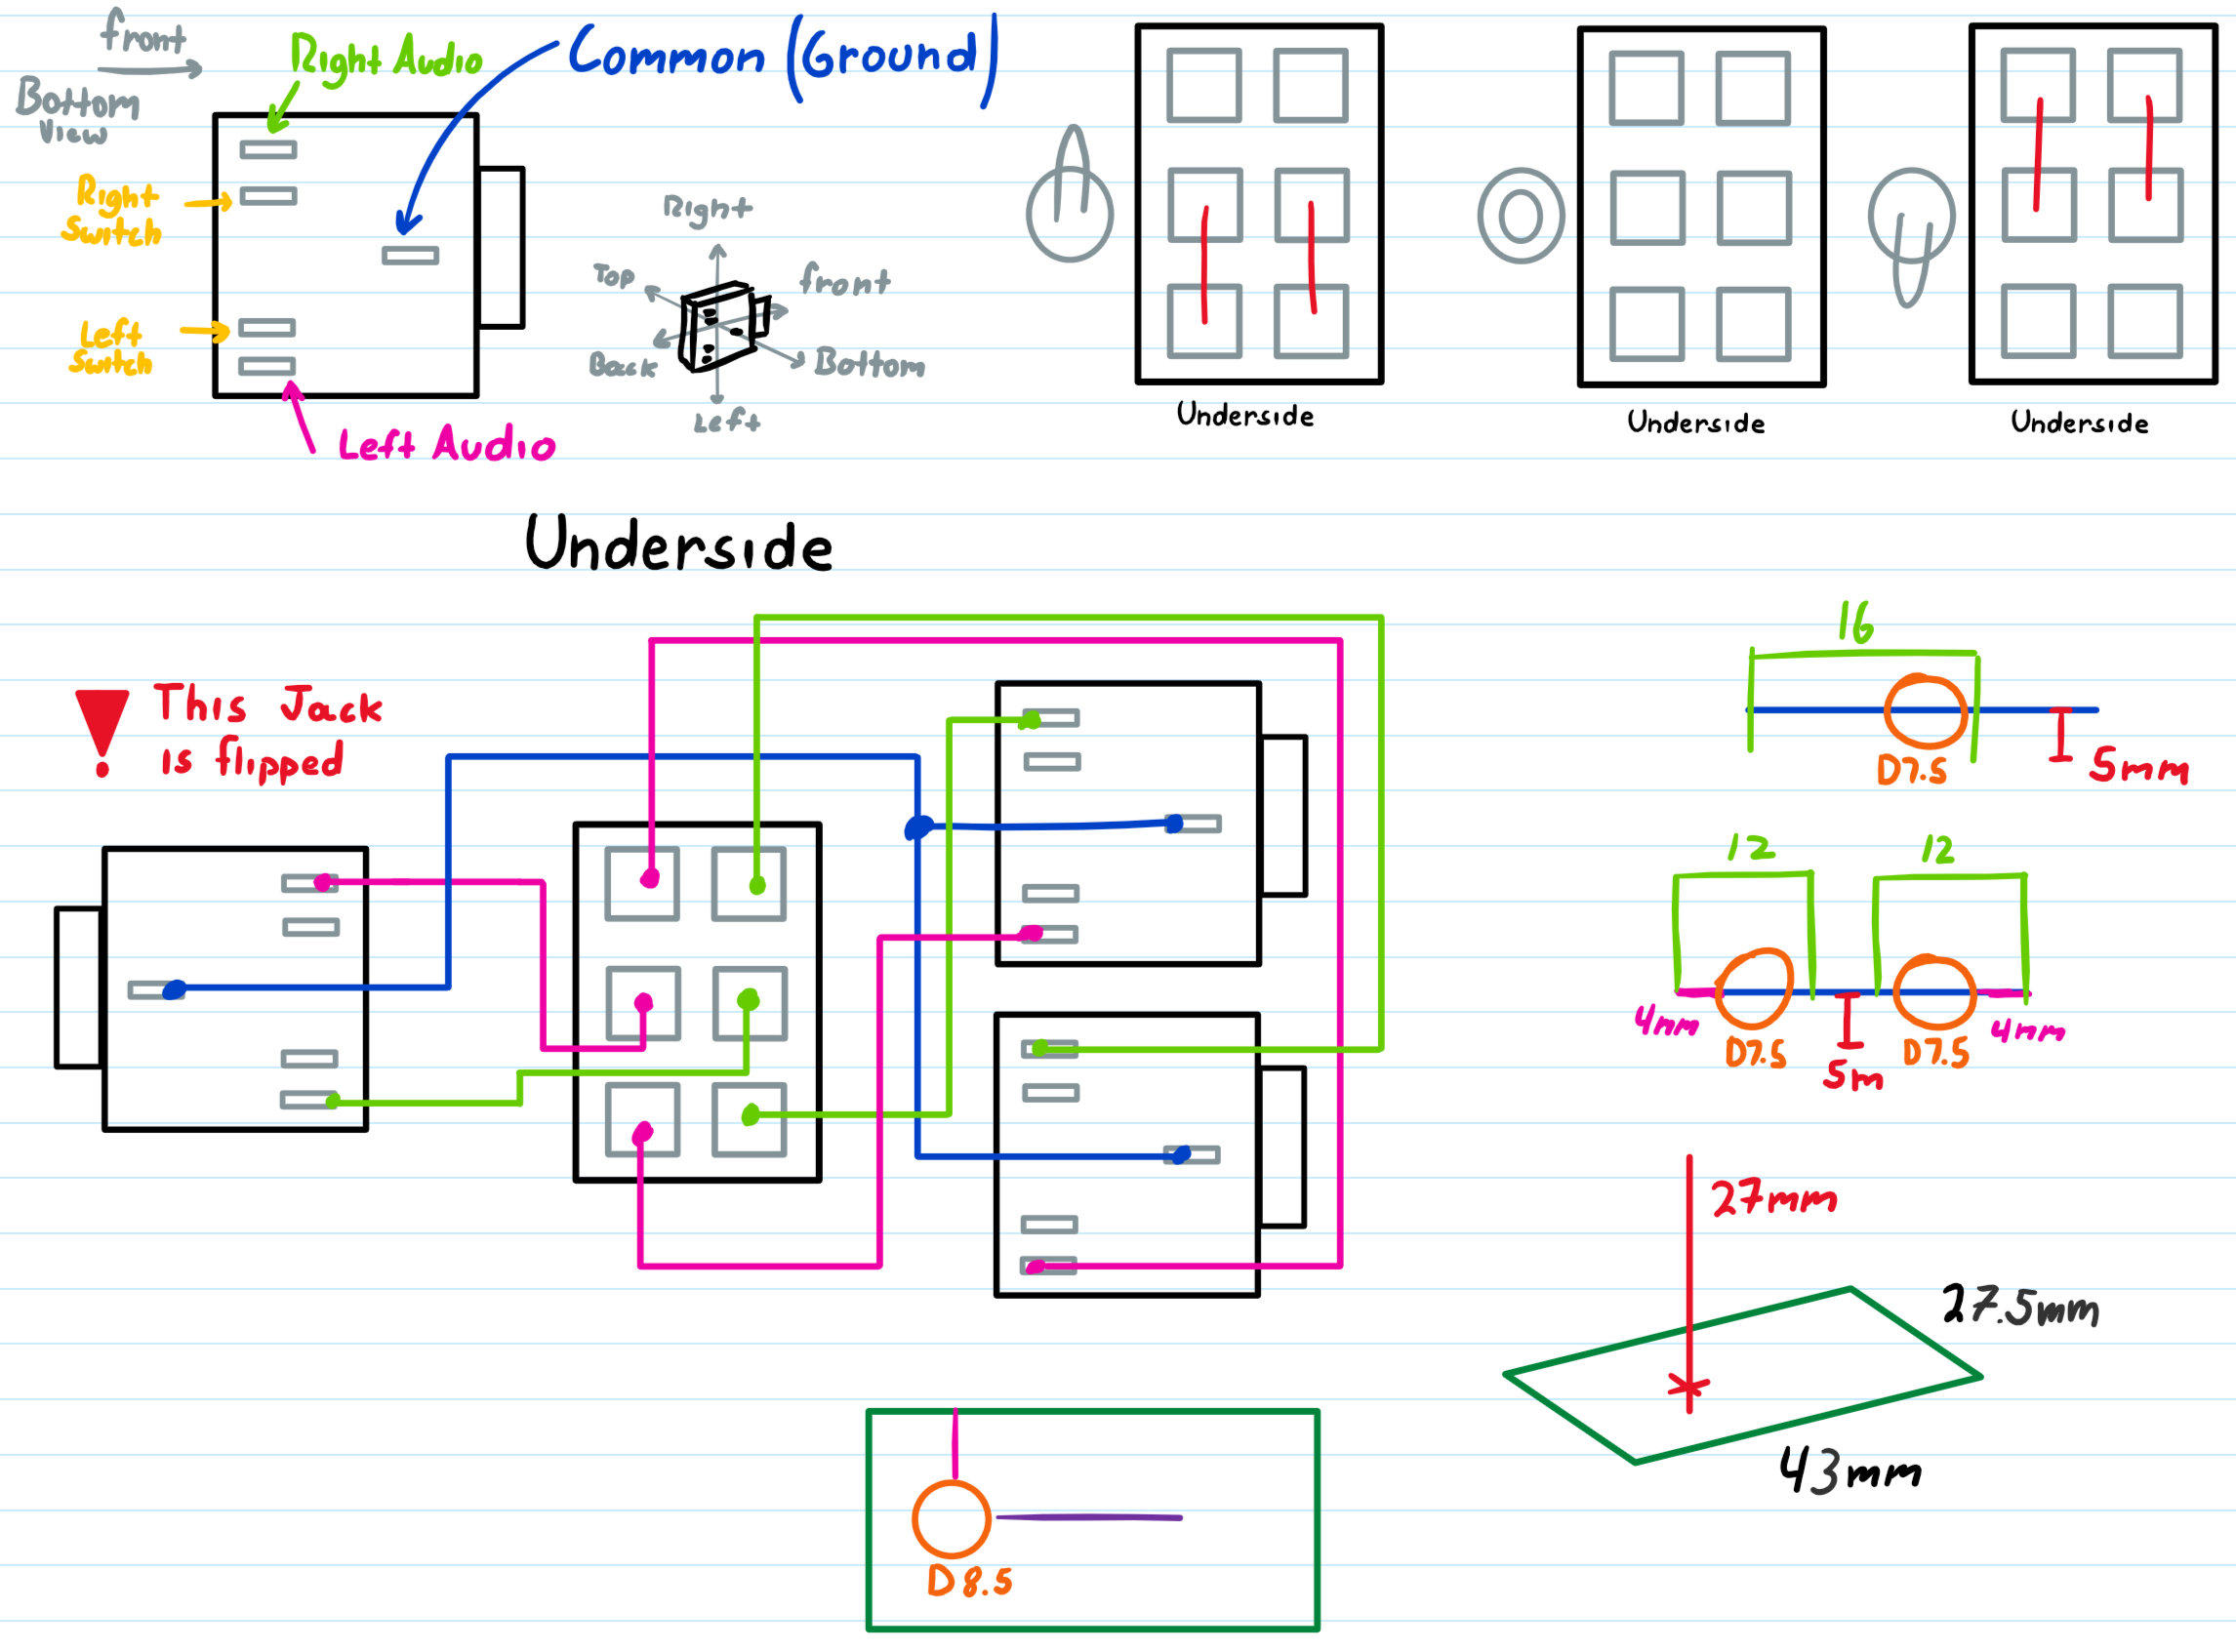 front
Bottom
View
Right Audio
Common (Ground)
Right
Switch
Left
Switch
Left Audio
Right
Top
front
Back
Bottom
Left
Underside
Underside
Underside
Underside
! This Jack
is flipped
16
D7.5
5mm
12
12
4mm
D7.5
5m
D7.5
4mm
27mm
27.5mm
43mm
D8.5